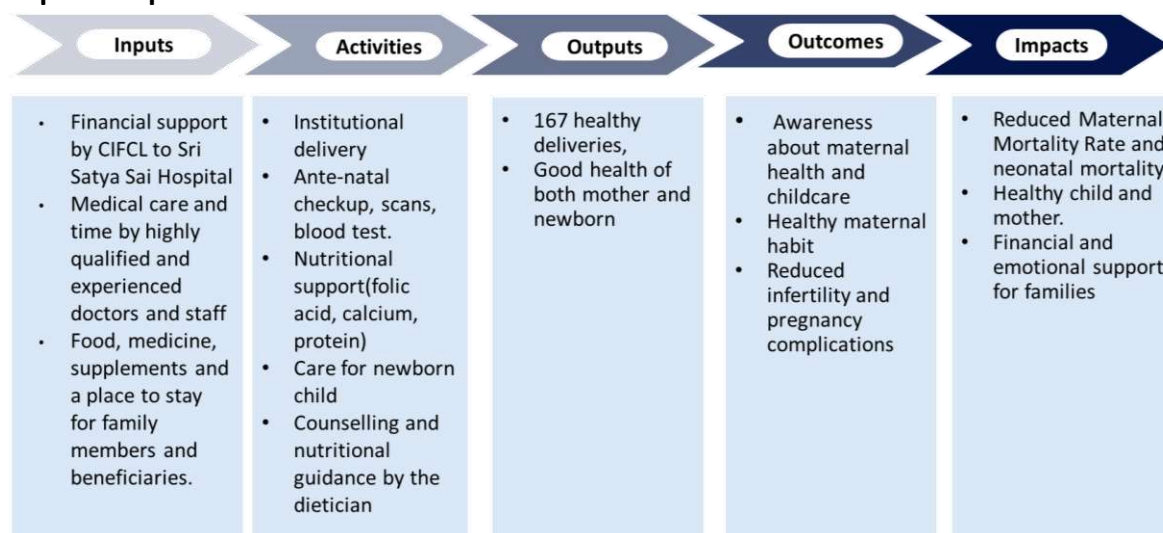 Inputs
Activities
Outputs
Outcomes
Impacts
• Financial support
by CIFCL to Sri
Satya Sai Hospital
• Medical care and
time by highly
qualified and
experienced
doctors and staff
• Food, medicine,
supplements and
a place to stay
for family
members and
beneficiaries.
• Institutional
delivery
• Ante-natal
checkup, scans,
blood test.
• Nutritional
support(folic
acid, calcium,
protein)
• Care for newborn
child
• Counselling and
nutritional
guidance by the
dietician
• 167 healthy
deliveries,
• Good health of
both mother and
newborn
• Awareness
about maternal
health and
childcare
• Healthy maternal
habit
• Reduced
infertility and
pregnancy
complications
• Reduced Maternal
Mortality Rate and
neonatal mortality
• Healthy child and
mother.
• Financial and
emotional support
for families